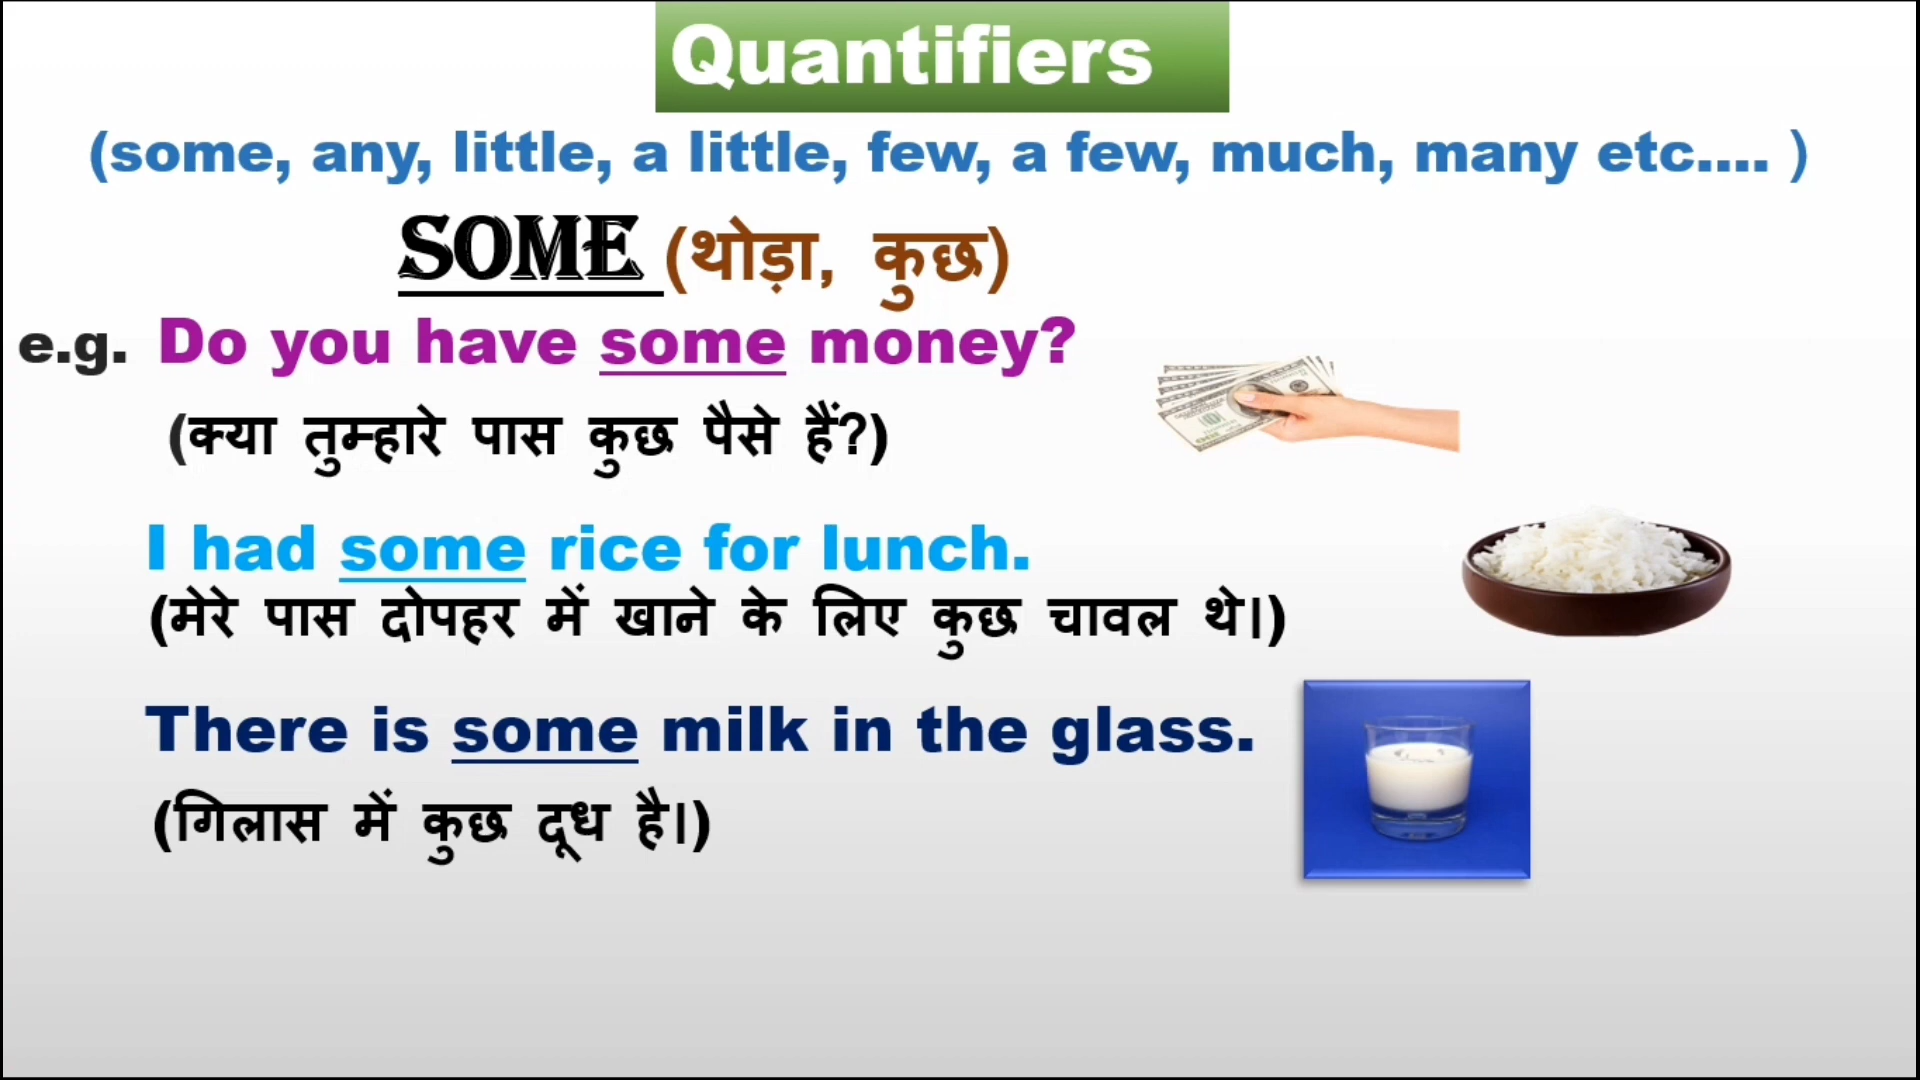 Quantifiers
(some, any, little, a little, few, a few, much, many etc.... )
SOME (थोड़ा, कुछ)
e.g. Do you have some money?
(क्या तुम्हारे पास कुछ पैसे हैं?)
I had some rice for lunch.
(मेरे पास दोपहर में खाने के लिए कुछ चावल थे।)
There is some milk in the glass.
(गिलास में कुछ दूध है।)